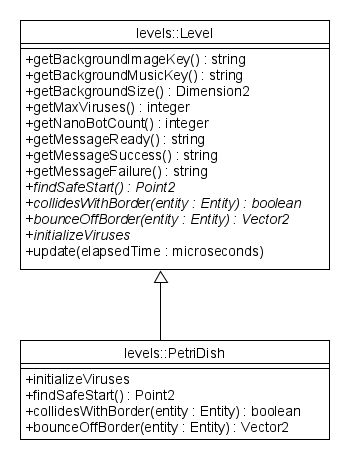 levels::Level
+getBackgroundImageKey() : string
+getBackgroundMusicKey() : string
+getBackgroundSize() : Dimension2
+getMaxViruses() : integer
+getNanoBotCount() : integer
+getMessageReady() : string
+getMessageSuccess() : string
+getMessageFailure() : string
+findSafeStart() : Point2
+collidesWithBorder(entity : Entity) : boolean
+bounceOffBorder(entity : Entity) : Vector2
+initializeViruses
+update(elapsedTime : microseconds)
levels::PetriDish
+initializeViruses
+findSafeStart() : Point2
+collidesWithBorder(entity : Entity) : boolean
+bounceOffBorder(entity : Entity) : Vector2